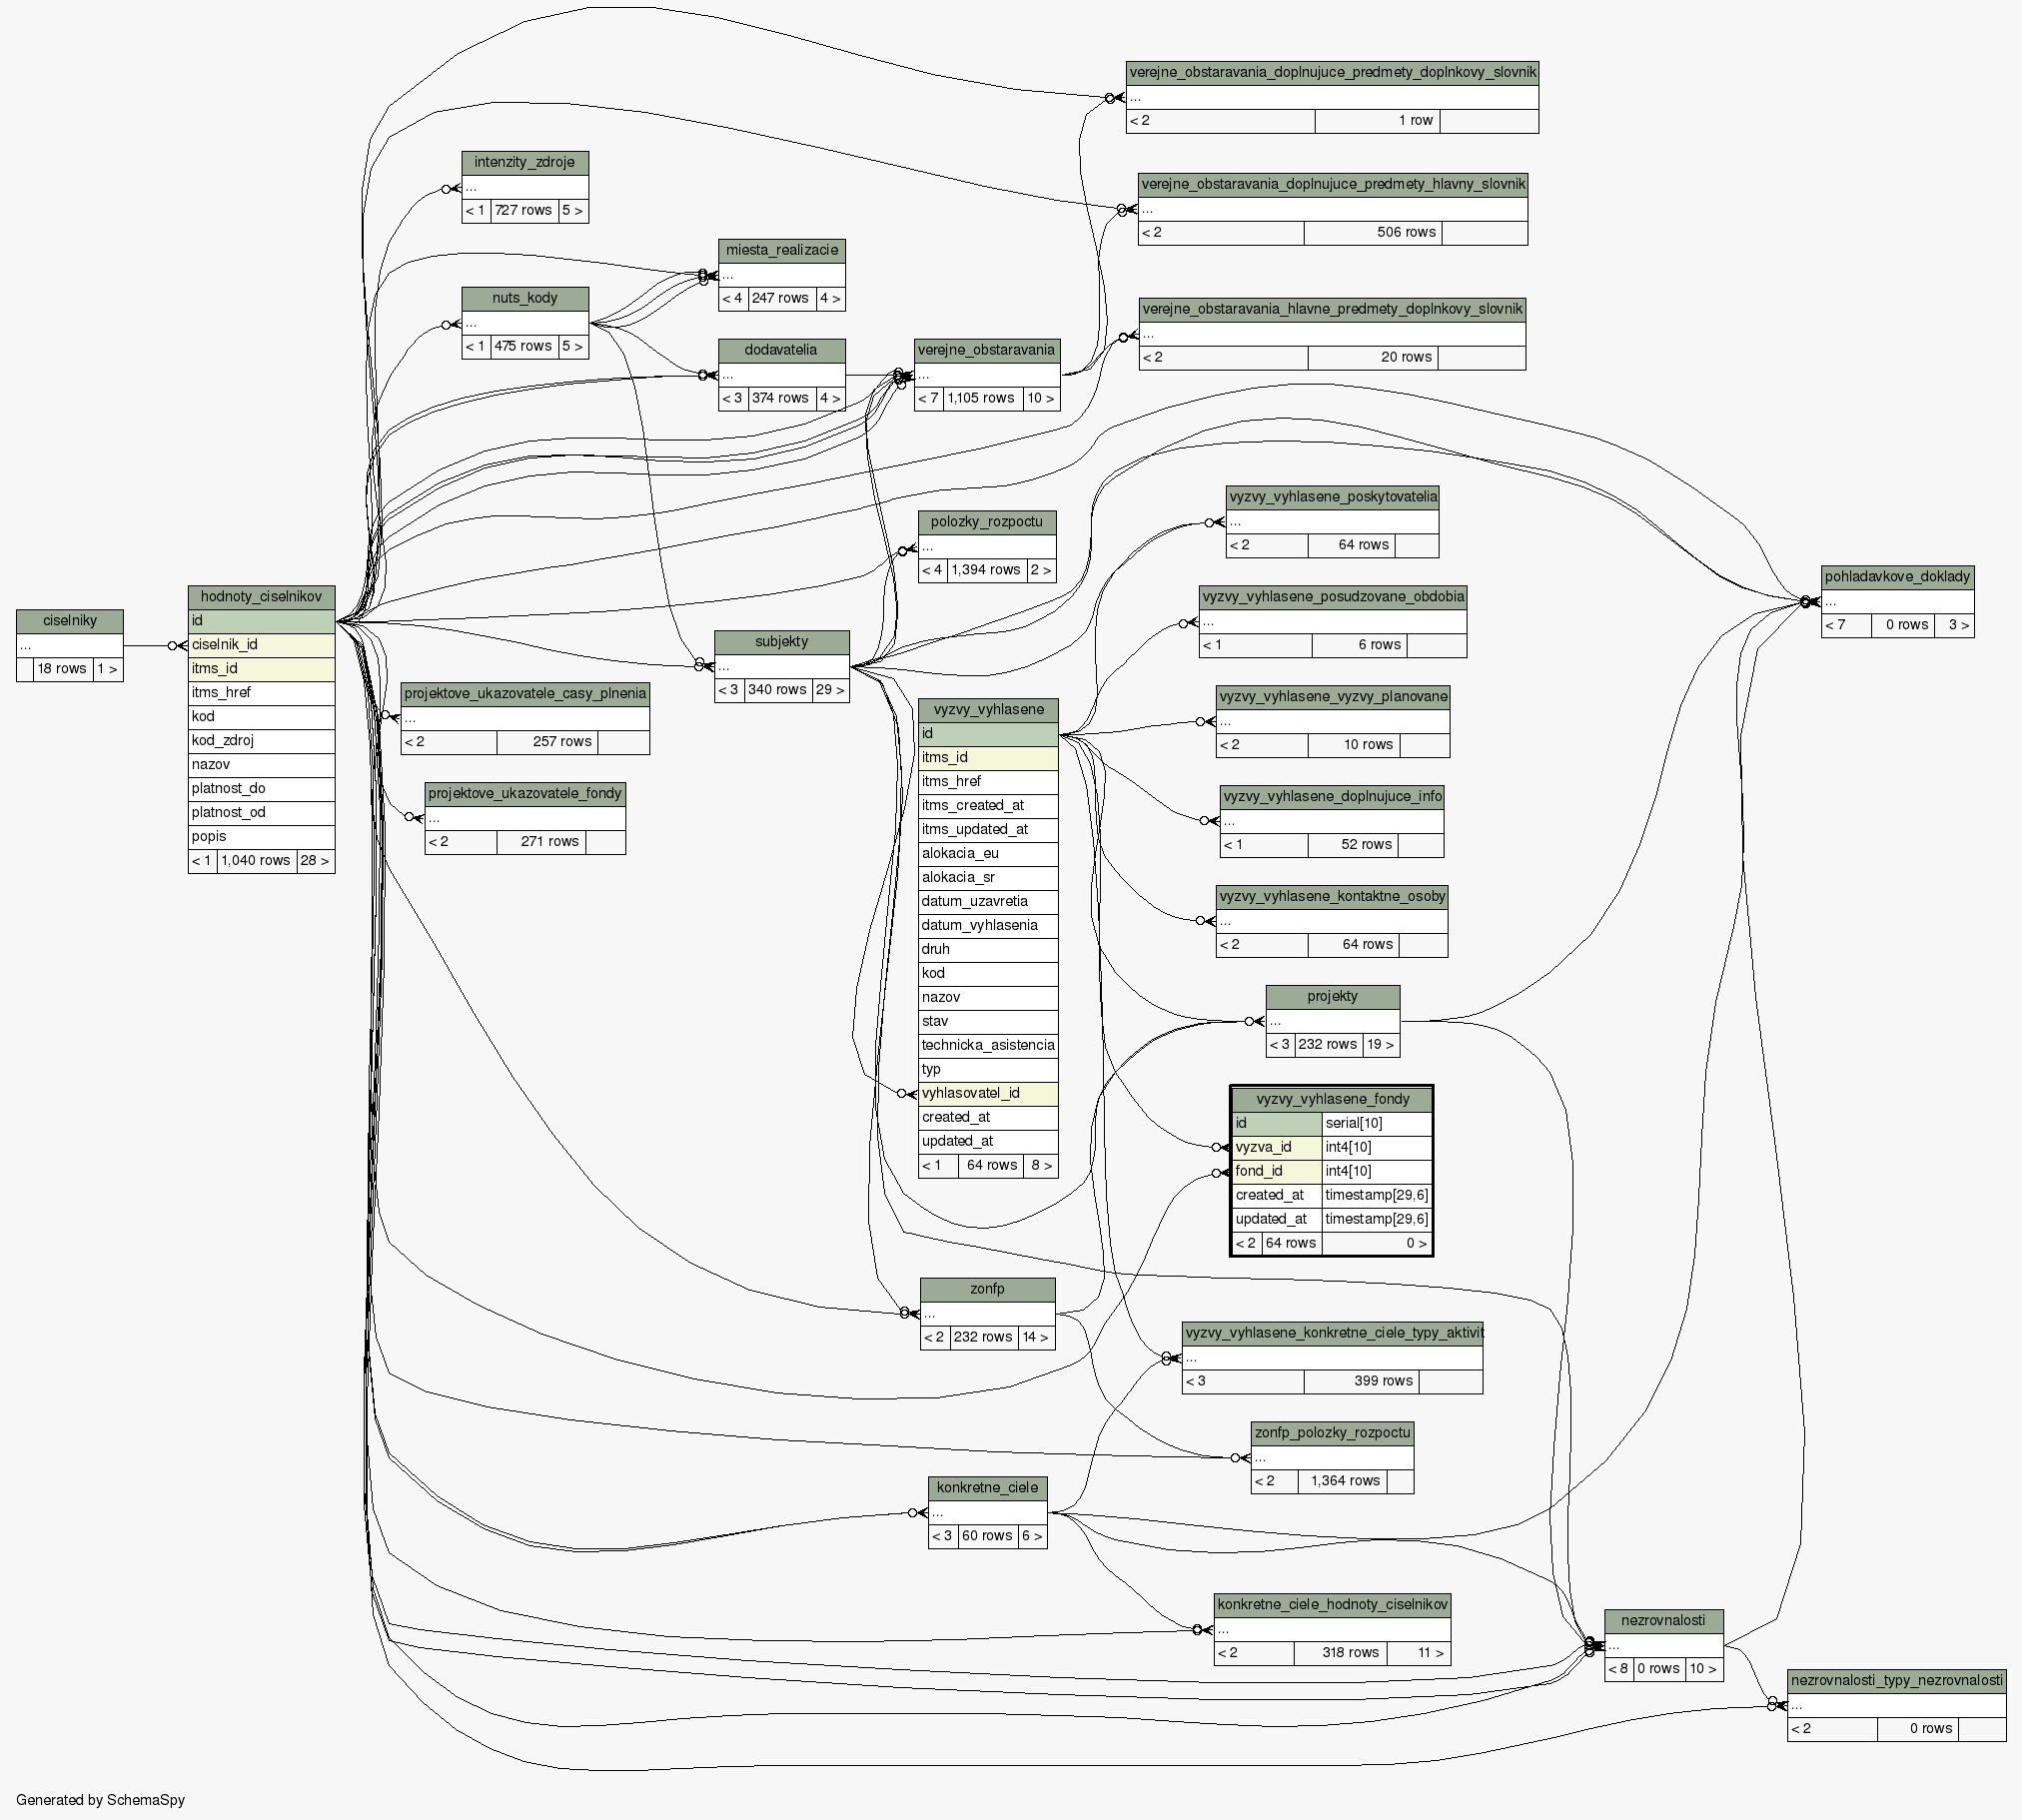 verejne_obstaravania_doplnujuce_predmety_doplnkovy_slovnik
...
< 2 1 row
intenzity_zdroje
...
< 1 727 rows 5 >
verejne_obstaravania_doplnujuce_predmety_hlavny_slovnik
...
< 2 506 rows
miesta_realizacie
...
< 4 247 rows 4 >
nuts_kody
...
< 1 475 rows 5 >
verejne_obstaravania_hlavne_predmety_doplnkovy_slovnik
...
< 2 20 rows
dodavatelia
...
< 3 374 rows 4 >
verejne_obstaravania
...
< 7 1,105 rows 10 >
vyzvy_vyhlasene_poskytovatelia
...
< 2 64 rows
polozky_rozpoctu
...
< 4 1,394 rows 2 >
pohladavkove_doklady
...
< 7 0 rows 3 >
ciselniky
...
18 rows 1 >
hodnoty_ciselnikov
id
ciselnik_id
itms_id
itms_href
kod
kod_zdroj
nazov
platnost_do
platnost_od
popis
< 1 1,040 rows 28 >
vyzvy_vyhlasene_posudzovane_obdobia
...
< 1 6 rows
subjekty
...
< 3 340 rows 29 >
projektove_ukazovatele_casy_plnenia
...
< 2 257 rows
projektove_ukazovatele_fondy
...
< 2 271 rows
vyzvy_vyhlasene
id
itms_id
itms_href
itms_created_at
itms_updated_at
alokacia_eu
alokacia_sr
datum_uzavretia
datum_vyhlasenia
druh
kod
nazov
stav
technicka_asistencia
typ
vyhlasovatel_id
created_at
updated_at
< 1 64 rows 8 >
vyzvy_vyhlasene_vyzvy_planovane
...
< 2 10 rows
vyzvy_vyhlasene_doplnujuce_info
...
< 1 52 rows
vyzvy_vyhlasene_kontaktne_osoby
...
< 2 64 rows
projekty
...
< 3 232 rows 19 >
vyzvy_vyhlasene_fondy
id serial[10]
vyzva_id int4[10]
fond_id int4[10]
created_at timestamp[29,6]
updated_at timestamp[29,6]
< 2 64 rows 0 >
zonfp
...
< 2 232 rows 14 >
vyzvy_vyhlasene_konkretne_ciele_typy_aktivit
...
< 3 399 rows
zonfp_polozky_rozpoctu
...
< 2 1,364 rows
konkretne_ciele
...
< 3 60 rows 6 >
konkretne_ciele_hodnoty_ciselnikov
...
< 2 318 rows 11 >
nezrovnalosti
...
< 8 0 rows 10 >
nezrovnalosti_typy_nezrovnalosti
...
< 2 0 rows
Generated by SchemaSpy